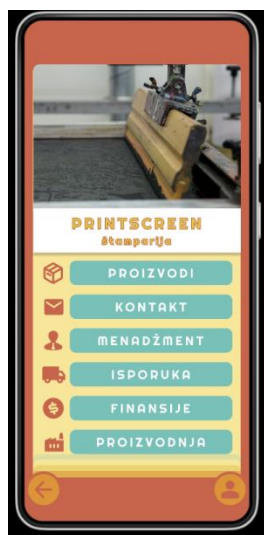 PRINTSCREEN
štamparija
PROIZVODI
KONTAKT
MENADŽMENT
ISPORUKA
FINANSIJE
PROIZVODNJA